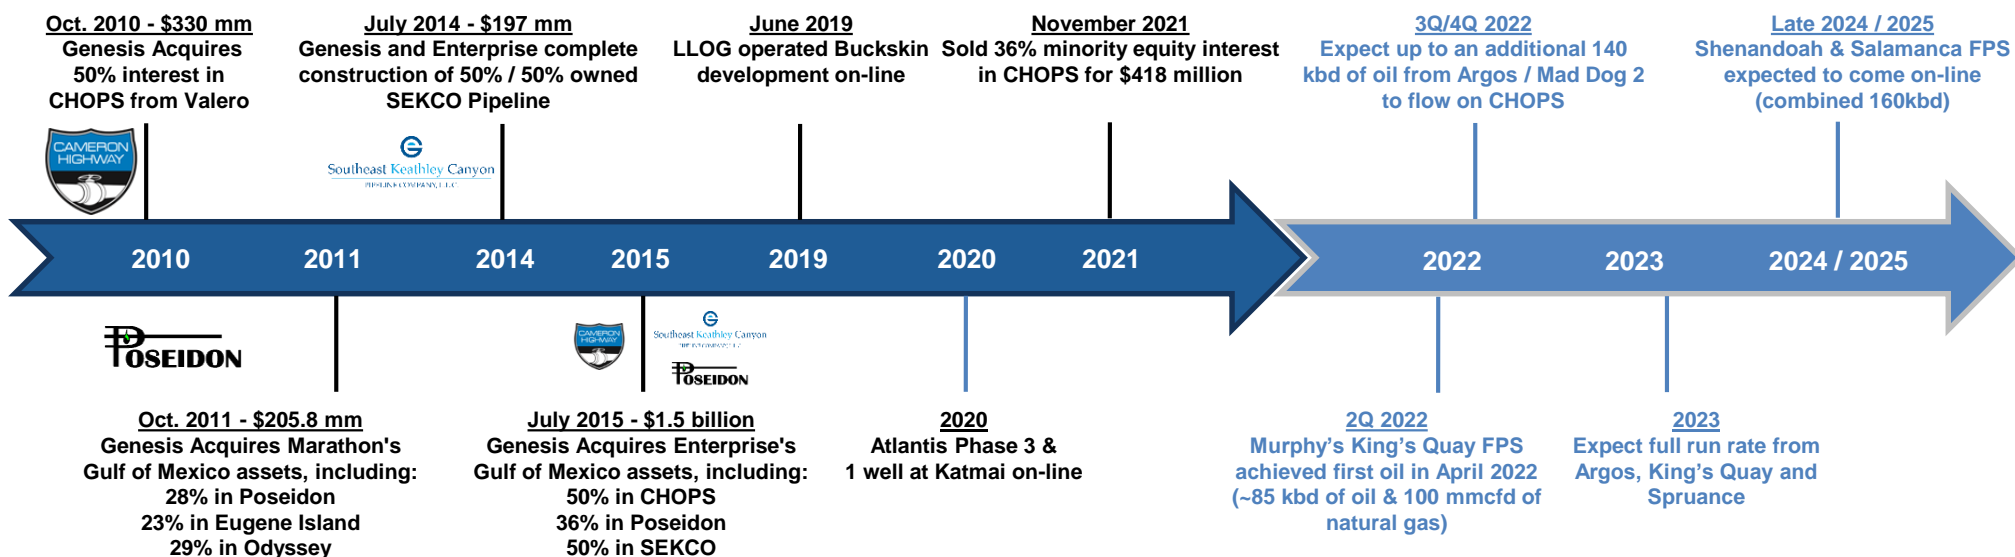 Oct. 2010 - $330 mm
Genesis Acquires
50% interest in
CHOPS from Valero
July 2014 - $197 mm
Genesis and Enterprise complete
construction of 50% / 50% owned
SEKCO Pipeline
June 2019
LLOG operated Buckskin
development on-line
November 2021
Sold 36% minority equity interest
in CHOPS for $418 million
3Q/4Q 2022
Expect up to an additional 140
kbd of oil from Argos / Mad Dog 2
to flow on CHOPS
Late 2024 / 2025
Shenandoah & Salamanca FPS
expected to come on-line
(combined 160kbd)
CAMERON
HIGHWAY
Southeast Keathley Canyon
PIPELINE COMPANY, L.L.C.
2010
2011
2014
2015
2019
2020
2021
2022
2023
2024 / 2025
POSEIDON
CAMERON
HIGHWAY
Southeast Keathley Canyon
PIPELINE COMPANY, L.L.C.
POSEIDON
Oct. 2011 - $205.8 mm
Genesis Acquires Marathon's
Gulf of Mexico assets, including:
28% in Poseidon
23% in Eugene Island
29% in Odyssey
July 2015 - $1.5 billion
Genesis Acquires Enterprise's
Gulf of Mexico assets, including:
50% in CHOPS
36% in Poseidon
50% in SEKCO
2020
Atlantis Phase 3 &
1 well at Katmai on-line
2Q 2022
Murphy’s King’s Quay FPS
achieved first oil in April 2022
(~85 kbd of oil & 100 mmcfd of
natural gas)
2023
Expect full run rate from
Argos, King’s Quay and
Spruance